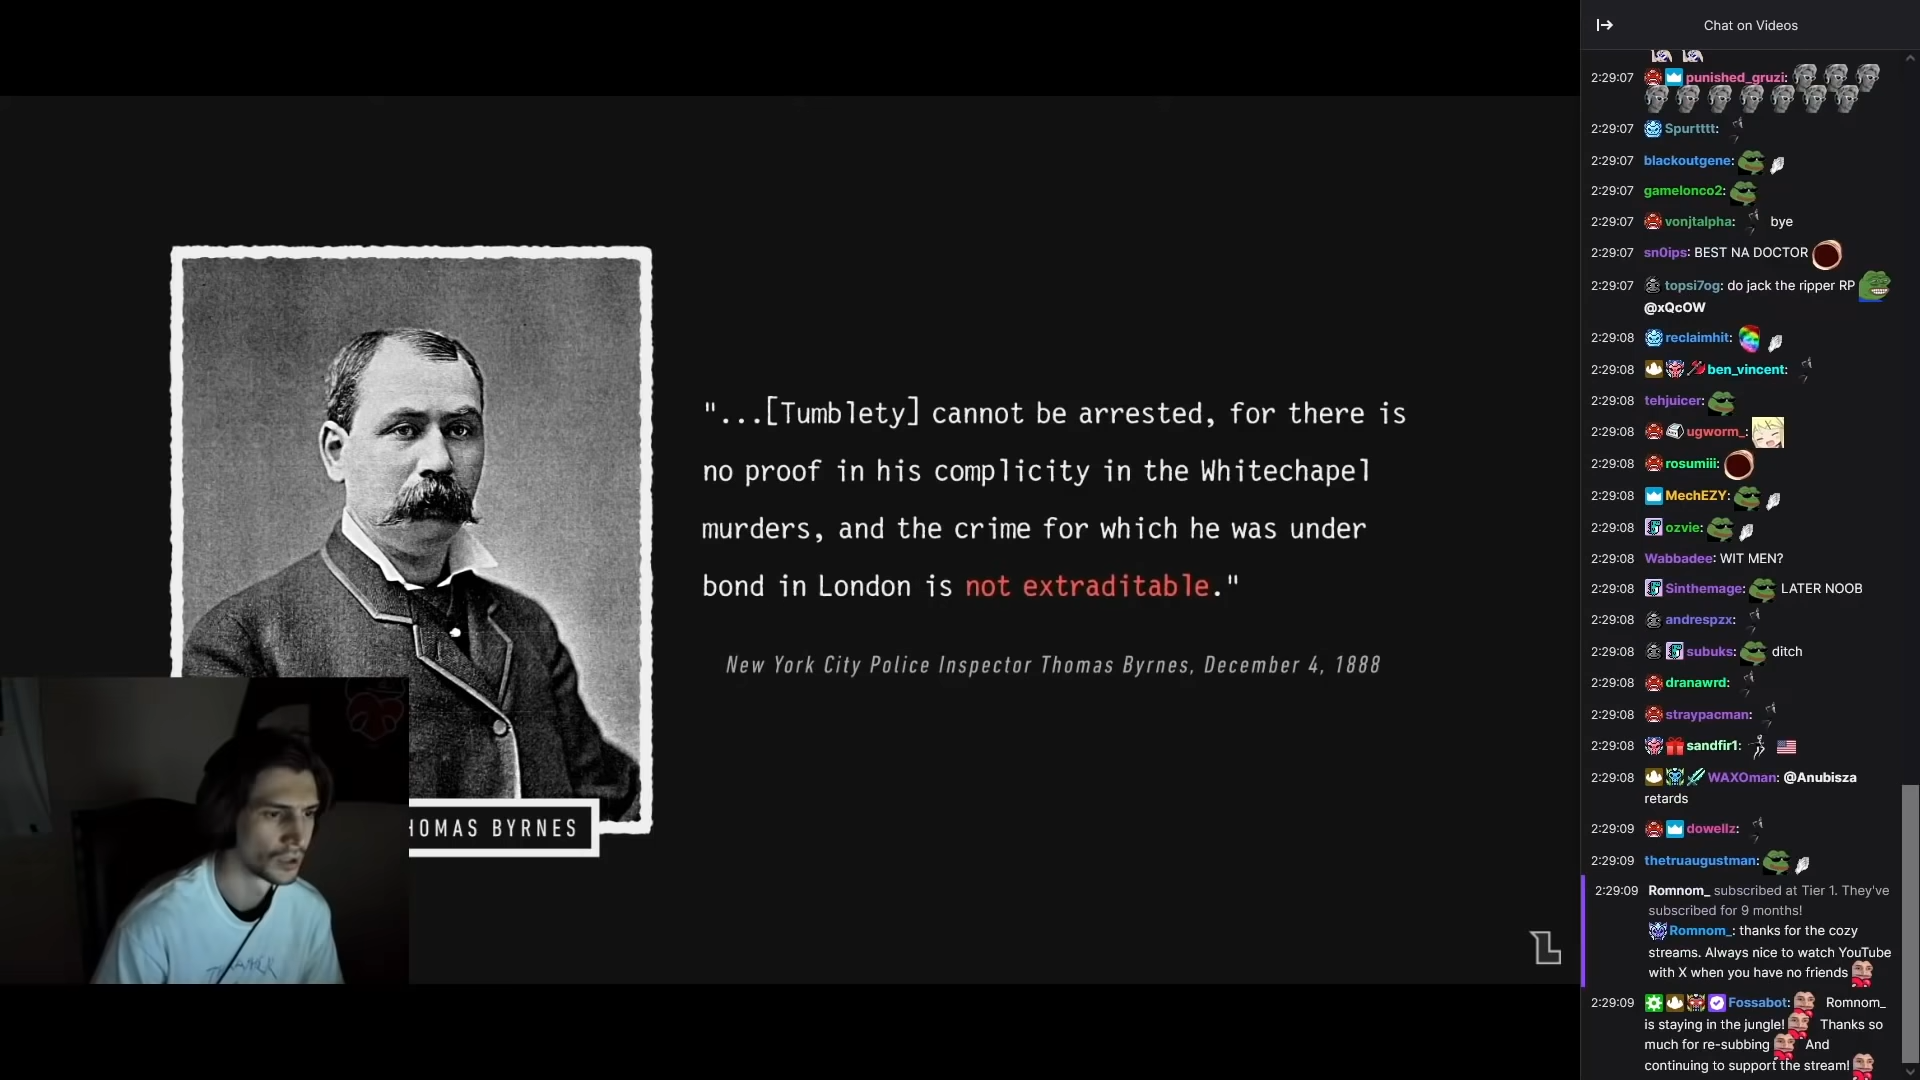 "...[Tumblety] cannot be arrested, for there is
no proof in his complicity in the Whitechapel
murders, and the crime for which he was under
bond in London is not extraditable."
New York City Police Inspector Thomas Byrnes, December 4, 1888
HOMAS BYRNES
THRASHER
Chat on Videos
2:29:07 punished_gruzi:
2:29:07 Spurtttt:
2:29:07 blackoutgene:
2:29:07 gamelonco2:
2:29:07 vonjtalpha: bye
2:29:07 sn0ips: BEST NA DOCTOR
2:29:07 topsi7og: do jack the ripper RP
@xQcOW
2:29:08 reclaimhit:
2:29:08 ben_vincent:
2:29:08 tehjuicer:
2:29:08 ugworm_:
2:29:08 rosumiii:
2:29:08 MechEZY:
2:29:08 ozvie:
2:29:08 Wabbadee: WIT MEN?
2:29:08 Sinthemage: LATER NOOB
2:29:08 andrespzx:
2:29:08 subuks: ditch
2:29:08 dranawrd:
2:29:08 straypacman:
2:29:08 sandfir1:
2:29:08 WAXOman: @Anubisza
retards
2:29:09 dowellz:
2:29:09 thetruaugustman:
2:29:09 Romnom_ subscribed at Tier 1. They've
subscribed for 9 months!
Romnom_: thanks for the cozy
streams. Always nice to watch YouTube
with X when you have no friends
2:29:09 Fossabot: Romnom_
is staying in the jungle! Thanks so
much for re-subbing And
continuing to support the stream!